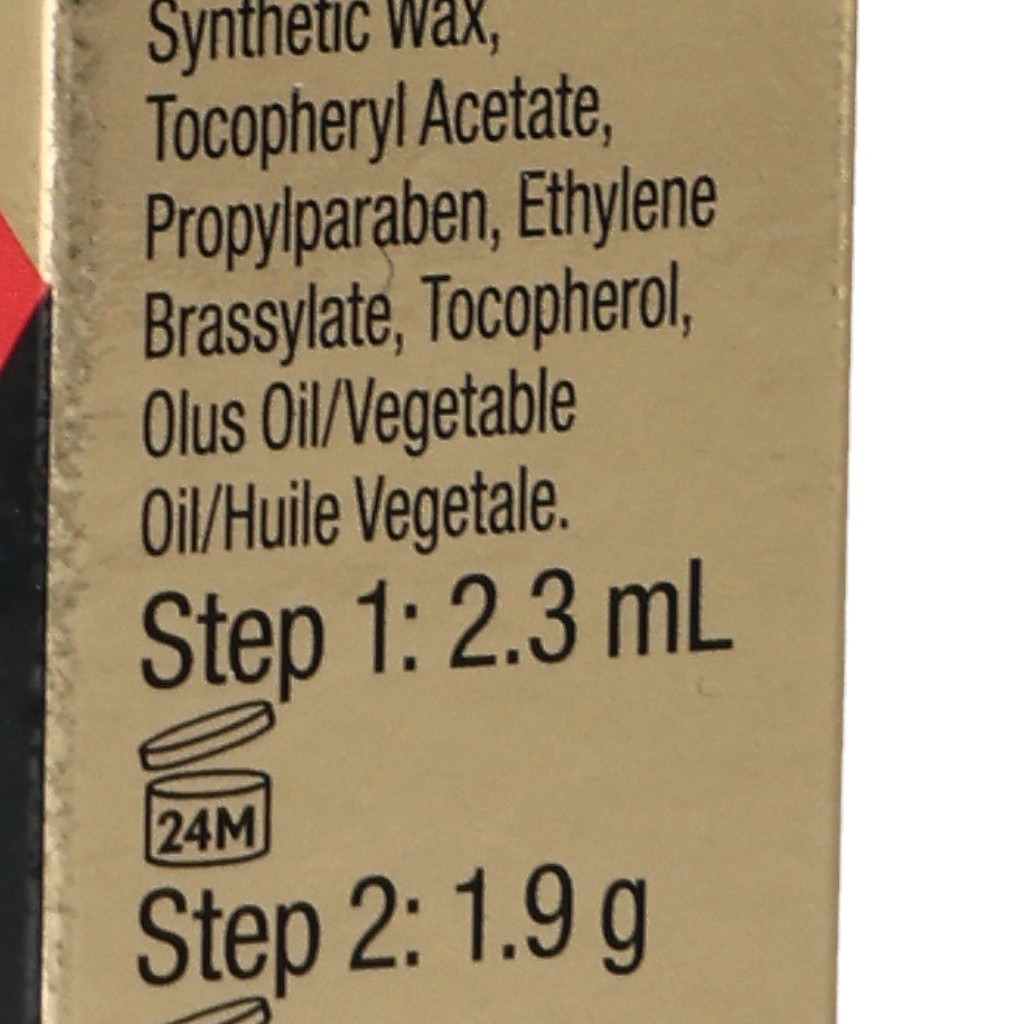 Synthetic Wax,
Tocopheryl Acetate,
Propylparaben, Ethylene
Brassylate, Tocopherol,
Olus Oil/Vegetable
Oil/Huile Vegetale.
Step 1: 2.3 mL
24M
Step 2: 1.9 g